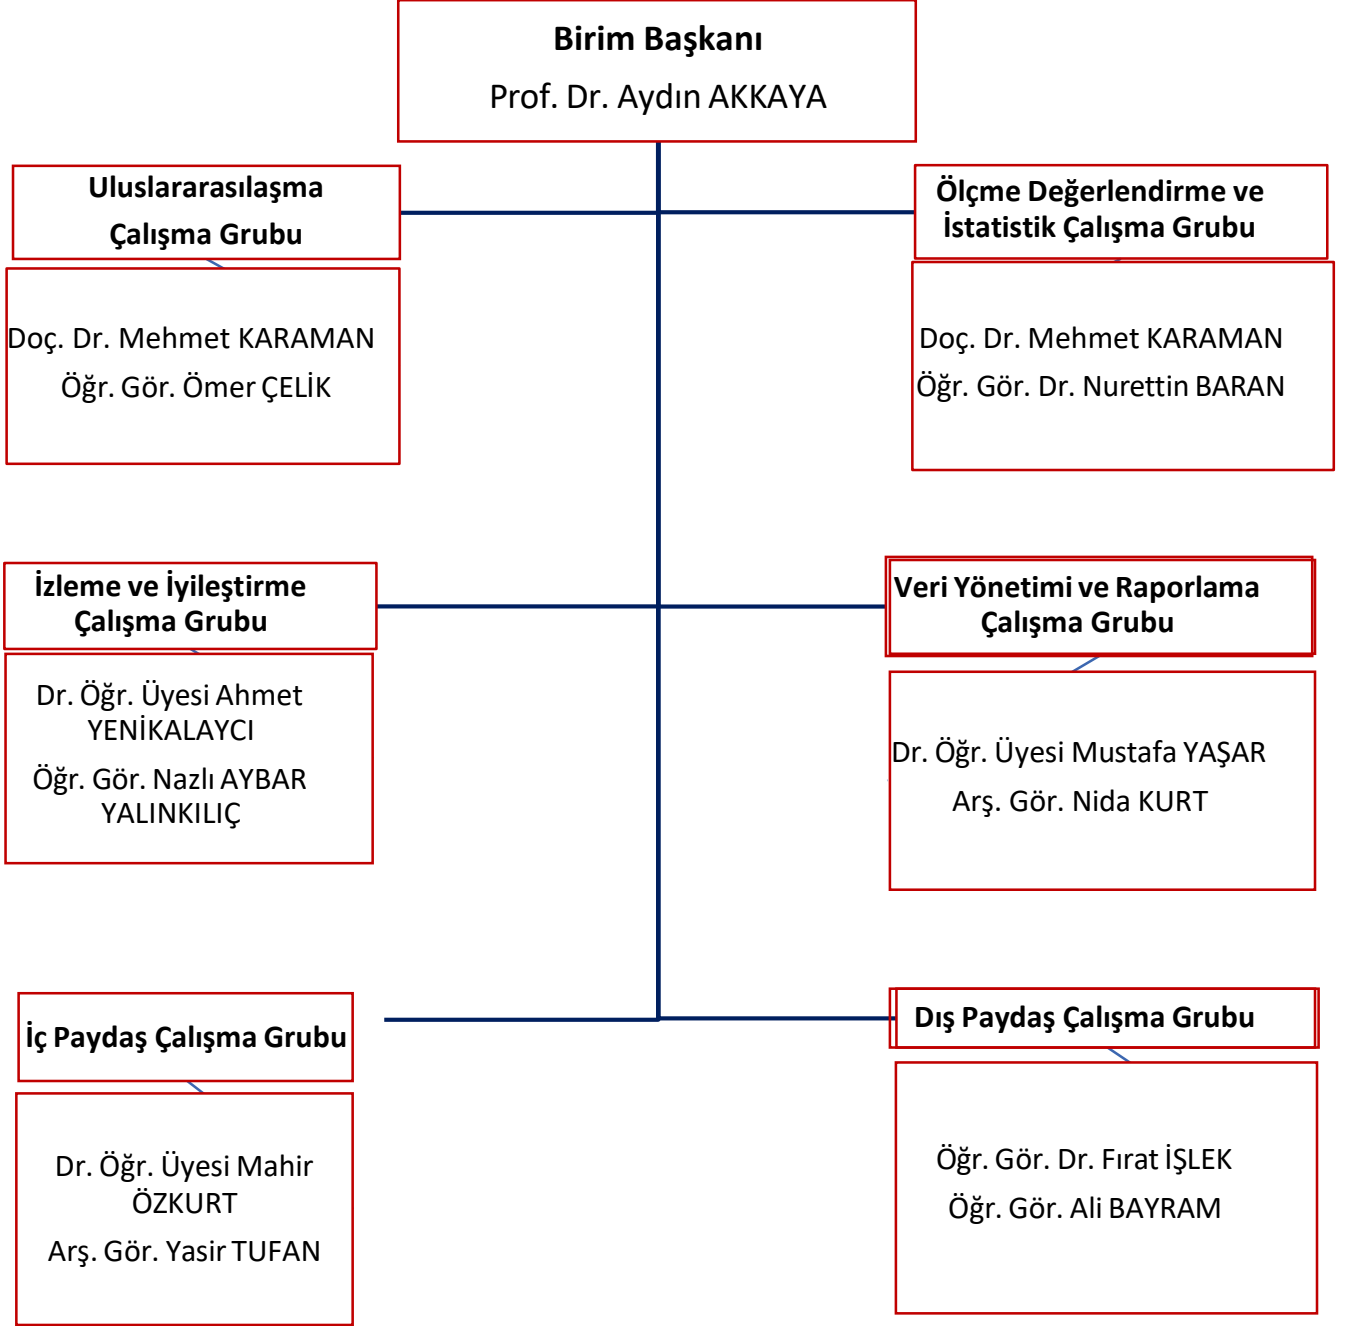 Birim Başkanı
Prof. Dr. Aydın AKKAYA
Uluslararasılaşma
Çalışma Grubu
Doç. Dr. Mehmet KARAMAN
Öğr. Gör. Ömer ÇELİK
Ölçme Değerlendirme ve
İstatistik Çalışma Grubu
Doç. Dr. Mehmet KARAMAN
Öğr. Gör. Dr. Nurettin BARAN
İzleme ve İyileştirme
Çalışma Grubu
Dr. Öğr. Üyesi Ahmet
YENİKALAYCI
Öğr. Gör. Nazlı AYBAR
YALINKILIÇ
Veri Yönetimi ve Raporlama
Çalışma Grubu
Dr. Öğr. Üyesi Mustafa YAŞAR
Arş. Gör. Nida KURT
İç Paydaş Çalışma Grubu
Dr. Öğr. Üyesi Mahir
ÖZKURT
Arş. Gör. Yasir TUFAN
Dış Paydaş Çalışma Grubu
Öğr. Gör. Dr. Fırat İŞLEK
Öğr. Gör. Ali BAYRAM